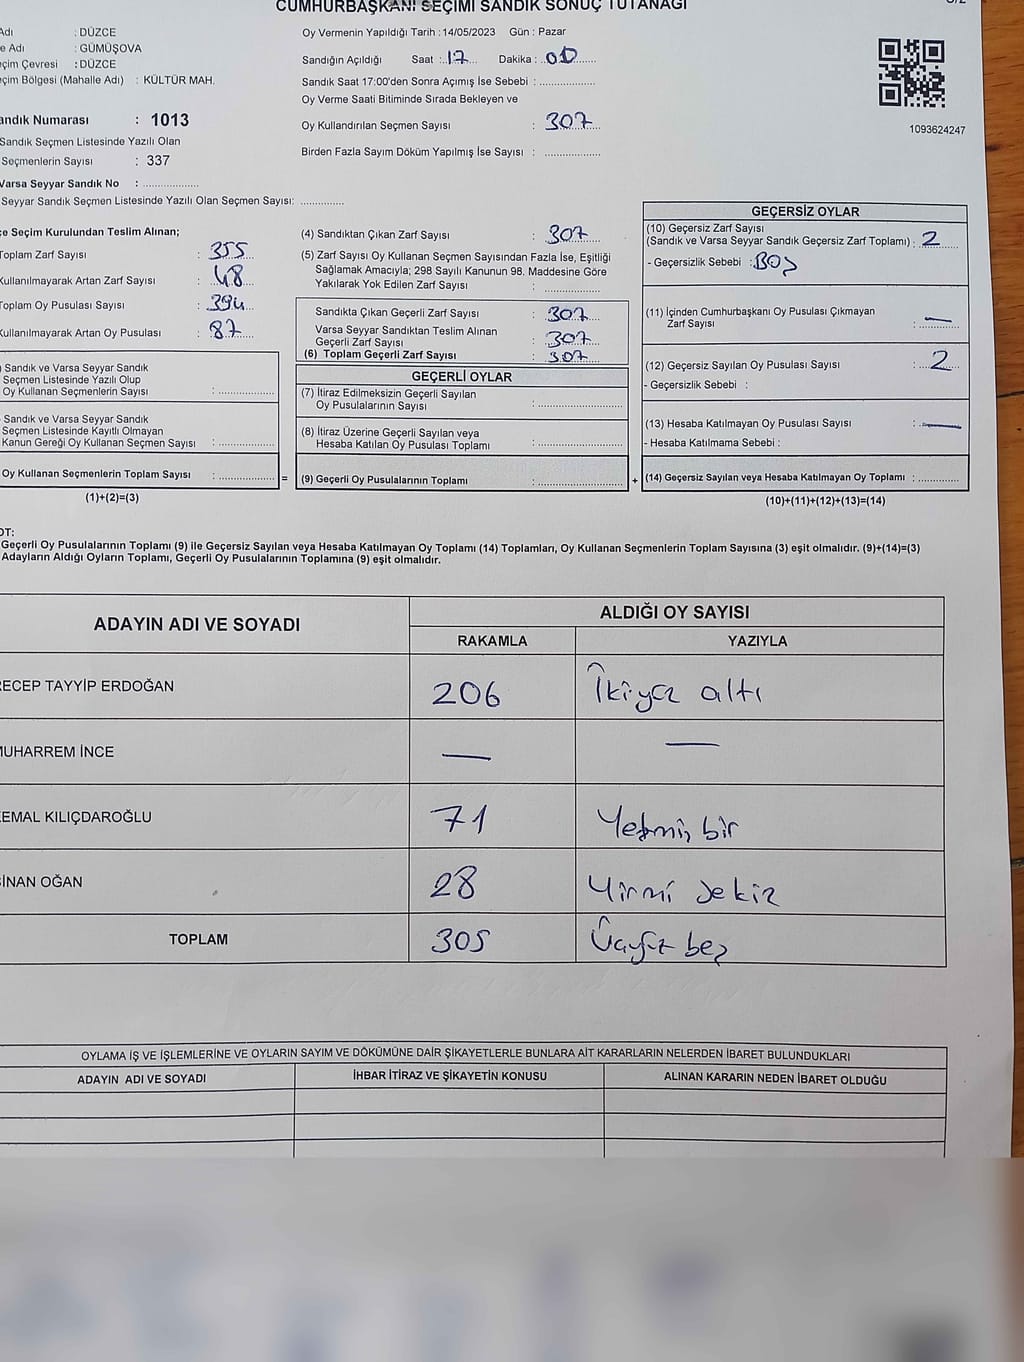 CUMHURBAŞKANI SEÇİMİ SANDIK SONUÇ TUTANAĞI
Adı : DÜZCE
e Adı : GÜMÜŞOVA
eçim Çevresi : DÜZCE
çim Bölgesi (Mahalle Adı) : KÜLTÜR MAH.
andık Numarası : 1013
Sandık Seçmen Listesinde Yazılı Olan
Seçmenlerin Sayısı : 337
Varsa Seyyar Sandık No : ..................
Seyyar Sandık Seçmen Listesinde Yazılı Olan Seçmen Sayısı: ..............
Oy Vermenin Yapıldığı Tarih : 14/05/2023 Gün : Pazar
Sandığın Açıldığı Saat : 17 Dakika : 00
Sandık Saat 17:00'den Sonra Açımış İse Sebebi : ..................
Oy Verme Saati Bitiminde Sırada Bekleyen ve
Oy Kullandırılan Seçmen Sayısı : 307
Birden Fazla Sayım Döküm Yapılmış İse Sayısı : ..................
1093624247
çe Seçim Kurulundan Teslim Alınan;
Toplam Zarf Sayısı : 355
Kullanılmayarak Artan Zarf Sayısı : 48
Toplam Oy Pusulası Sayısı : 394
Kullanılmayarak Artan Oy Pusulası : 87
) Sandık ve Varsa Seyyar Sandık
Seçmen Listesinde Yazılı Olup
Oy Kullanan Seçmenlerin Sayısı : ..................
Sandık ve Varsa Seyyar Sandık
Seçmen Listesinde Kayıtlı Olmayan
Kanun Gereği Oy Kullanan Seçmen Sayısı : ..................
Oy Kullanan Seçmenlerin Toplam Sayısı : .................. =
(1)+(2)=(3)
(4) Sandıktan Çıkan Zarf Sayısı : 307
(5) Zarf Sayısı Oy Kullanan Seçmen Sayısından Fazla İse, Eşitliği
Sağlamak Amacıyla; 298 Sayılı Kanunun 98. Maddesine Göre
Yakılarak Yok Edilen Zarf Sayısı : ..................
Sandıkta Çıkan Geçerli Zarf Sayısı : 307
Varsa Seyyar Sandıktan Teslim Alınan
Geçerli Zarf Sayısı : 307
(6) Toplam Geçerli Zarf Sayısı : 307
GEÇERLİ OYLAR
(7) İtiraz Edilmeksizin Geçerli Sayılan
Oy Pusulalarının Sayısı : ..................
(8) İtiraz Üzerine Geçerli Sayılan veya
Hesaba Katılan Oy Pusulası Toplamı : ..................
(9) Geçerli Oy Pusulalarının Toplamı : .................. +
GEÇERSİZ OYLAR
(10) Geçersiz Zarf Sayısı
(Sandık ve Varsa Seyyar Sandık Geçersiz Zarf Toplamı) : 2
- Geçersizlik Sebebi : BOŞ
(11) İçinden Cumhurbaşkanı Oy Pusulası Çıkmayan
Zarf Sayısı : —
(12) Geçersiz Sayılan Oy Pusulası Sayısı : 2
- Geçersizlik Sebebi :
(13) Hesaba Katılmayan Oy Pusulası Sayısı : —
- Hesaba Katılmama Sebebi :
(14) Geçersiz Sayılan veya Hesaba Katılmayan Oy Toplamı : ............
(10)+(11)+(12)+(13)=(14)
OT:
Geçerli Oy Pusulalarının Toplamı (9) ile Geçersiz Sayılan veya Hesaba Katılmayan Oy Toplamı (14) Toplamları, Oy Kullanan Seçmenlerin Toplam Sayısına (3) eşit olmalıdır. (9)+(14)=(3)
Adayların Aldığı Oyların Toplamı, Geçerli Oy Pusulalarının Toplamına (9) eşit olmalıdır.
ADAYIN ADI VE SOYADI ALDIĞI OY SAYISI
RAKAMLA YAZIYLA
RECEP TAYYİP ERDOĞAN 206 İkiyüz altı
MUHARREM İNCE — —
KEMAL KILIÇDAROĞLU 71 Yetmiş bir
SİNAN OĞAN 28 Yirmi sekiz
TOPLAM 305 Üçyüz beş
OYLAMA İŞ VE İŞLEMLERİNE VE OYLARIN SAYIM VE DÖKÜMÜNE DAİR ŞİKAYETLERLE BUNLARA AİT KARARLARIN NELERDEN İBARET BULUNDUKLARI
ADAYIN ADI VE SOYADI İHBAR İTİRAZ VE ŞİKAYETİN KONUSU ALINAN KARARIN NEDEN İBARET OLDUĞU